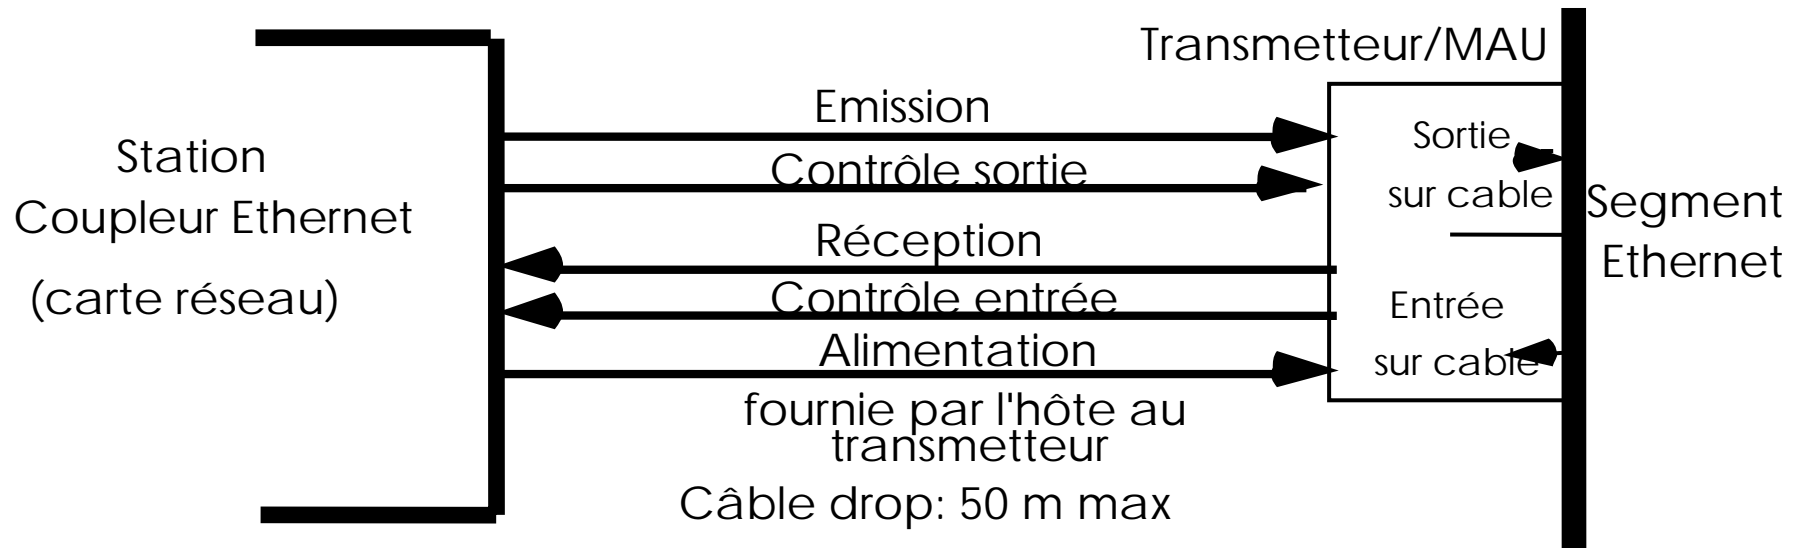 Transmetteur/MAU
Station
Coupleur Ethernet
(carte réseau)
Emission
Contrôle sortie
Réception
Contrôle entrée
Alimentation
fournie par l'hôte au
transmetteur
Câble drop: 50 m max
Sortie
sur cable
Entrée
sur cable
Segment
Ethernet